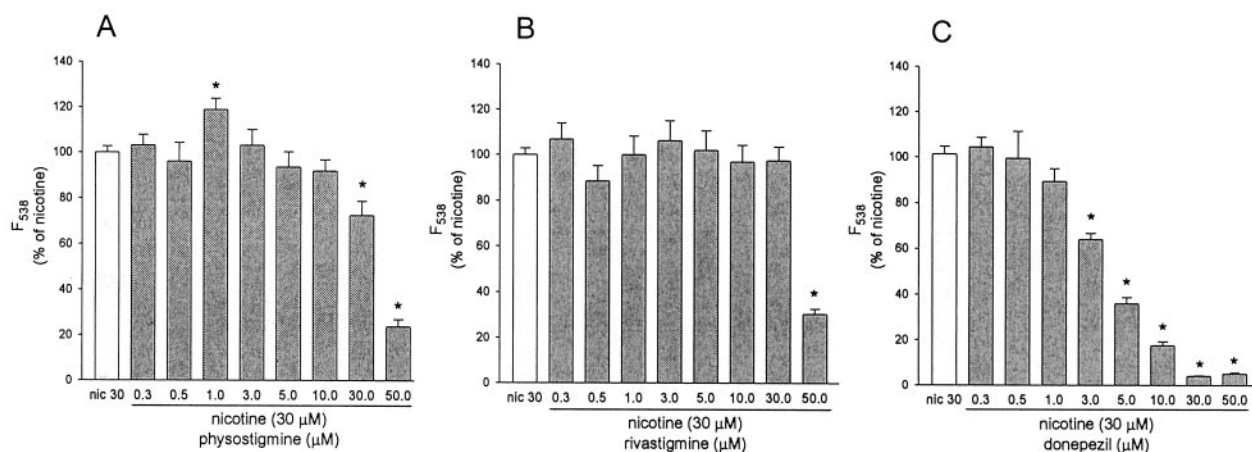 A
F538
(% of nicotine)
140
120
100
80
60
40
20
0
*
*
*
nic 30 0.3 0.5 1.0 3.0 5.0 10.0 30.0 50.0
nicotine (30 µM)
physostigmine (µM)
B
F538
(% of nicotine)
140
120
100
80
60
40
20
0
*
nic 30 0.3 0.5 1.0 3.0 5.0 10.0 30.0 50.0
nicotine (30 µM)
rivastigmine (µM)
C
F538
(% of nicotine)
140
120
100
80
60
40
20
0
*
*
*
*
*
nic 30 0.3 0.5 1.0 3.0 5.0 10.0 30.0 50.0
nicotine (30 µM)
donepezil (µM)